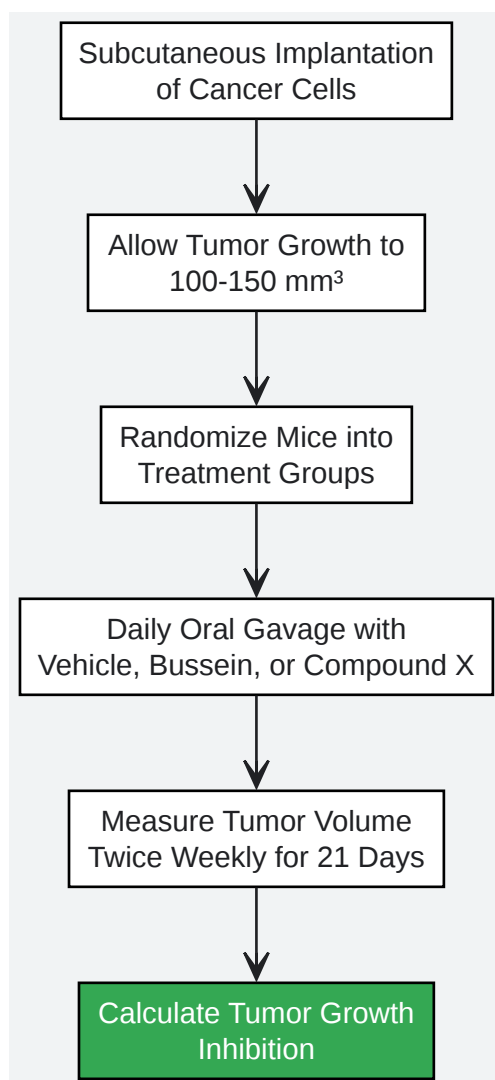 Subcutaneous Implantation
of Cancer Cells
Allow Tumor Growth to
100-150 mm³
Randomize Mice into
Treatment Groups
Daily Oral Gavage with
Vehicle, Bussein, or Compound X
Measure Tumor Volume
Twice Weekly for 21 Days
Calculate Tumor Growth
Inhibition